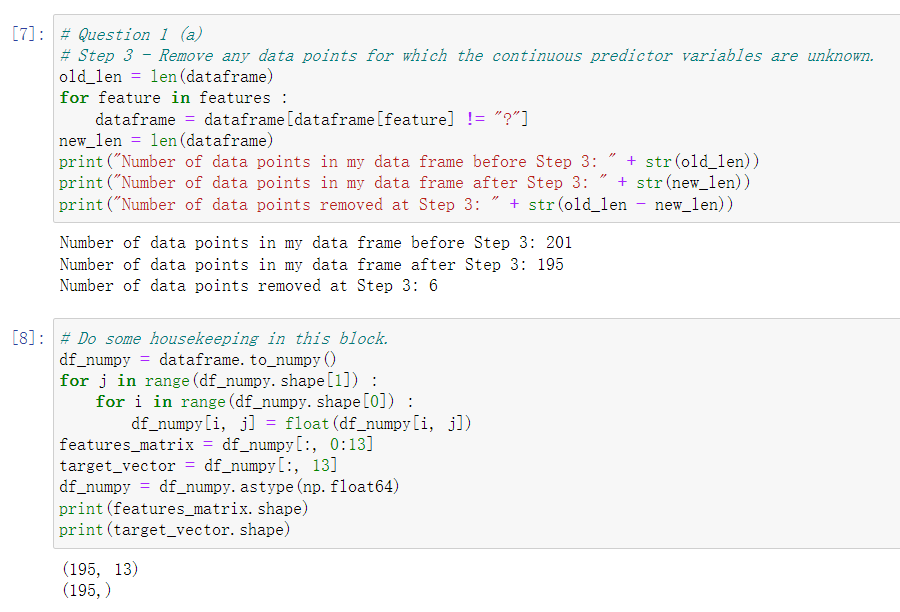 [7]: # Question 1 (a)
# Step 3 - Remove any data points for which the continuous predictor variables are unknown.
old_len = len(dataframe)
for feature in features :
    dataframe = dataframe[dataframe[feature] != "?"]
new_len = len(dataframe)
print("Number of data points in my data frame before Step 3: " + str(old_len))
print("Number of data points in my data frame after Step 3: " + str(new_len))
print("Number of data points removed at Step 3: " + str(old_len - new_len))
Number of data points in my data frame before Step 3: 201
Number of data points in my data frame after Step 3: 195
Number of data points removed at Step 3: 6
[8]: # Do some housekeeping in this block.
df_numpy = dataframe.to_numpy()
for j in range(df_numpy.shape[1]) :
    for i in range(df_numpy.shape[0]) :
        df_numpy[i, j] = float(df_numpy[i, j])
features_matrix = df_numpy[:, 0:13]
target_vector = df_numpy[:, 13]
df_numpy = df_numpy.astype(np.float64)
print(features_matrix.shape)
print(target_vector.shape)
(195, 13)
(195,)